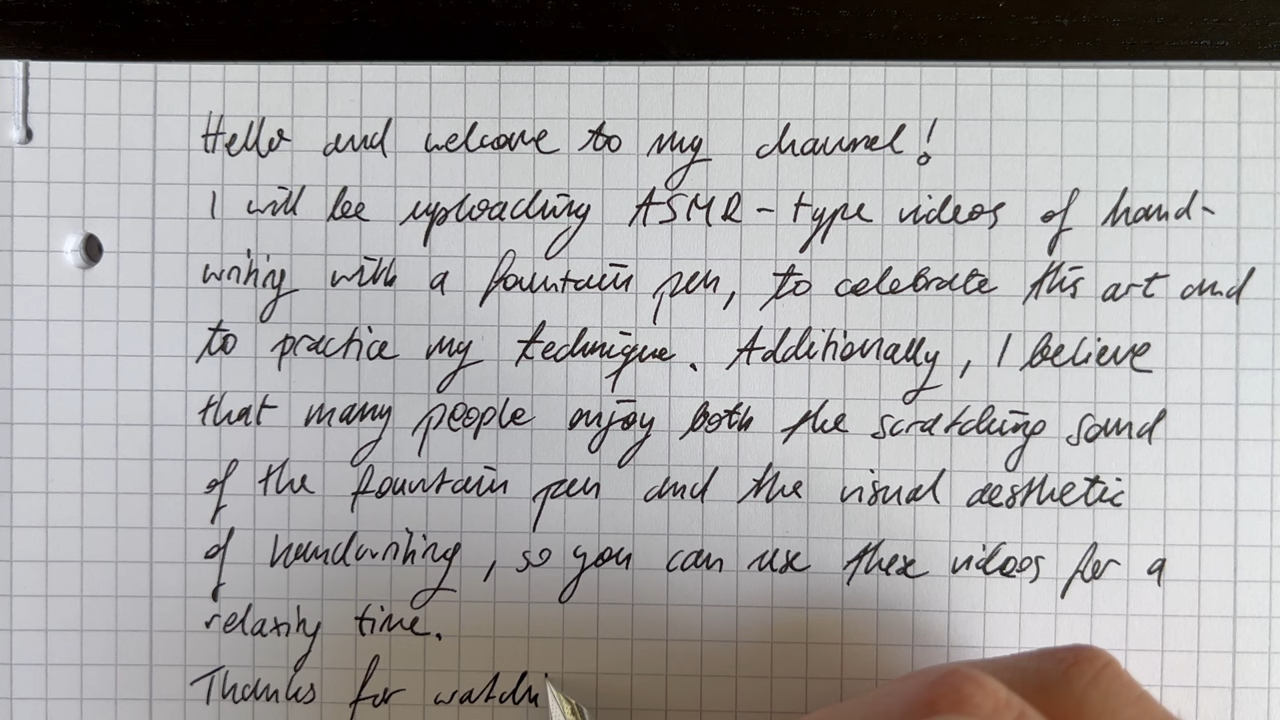 Hello and welcome to my channel!
I will be uploading ASMR-type videos of hand-
writing with a fountain pen, to celebrate this art and
to practice my technique. Additionally, I believe
that many people enjoy both the scratching sound
of the fountain pen and the visual aesthetic
of handwriting, so you can use these videos for a
relaxing time.
Thanks for watchi